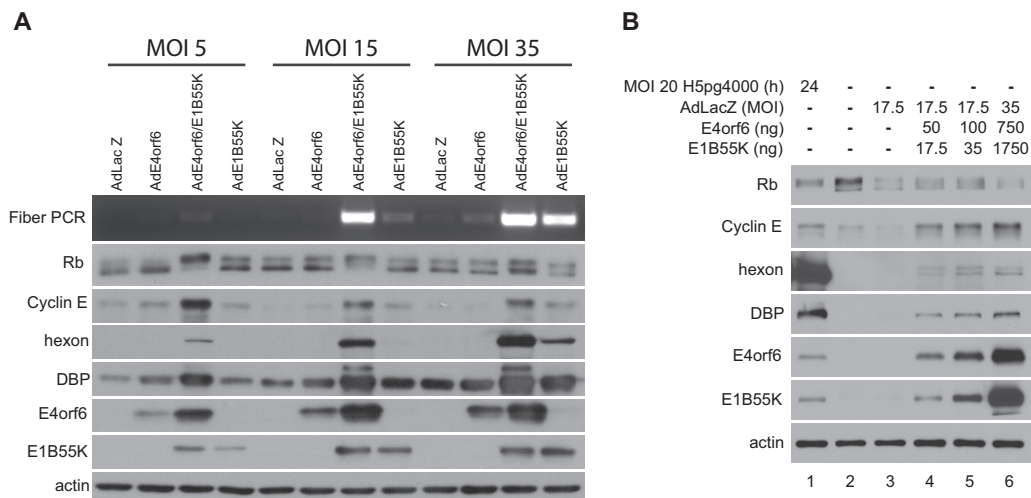 A
MOI 5 MOI 15 MOI 35
AdLac Z AdE4orf6 AdE4orf6/E1B55K AdE1B55K AdLac Z AdE4orf6 AdE4orf6/E1B55K AdE1B55K AdLac Z AdE4orf6 AdE4orf6/E1B55K AdE1B55K
Fiber PCR
Rb
Cyclin E
hexon
DBP
E4orf6
E1B55K
actin
B
MOI 20 H5pg4000 (h) 24 - - - - -
AdLacZ (MOI) - - 17.5 17.5 17.5 35
E4orf6 (ng) - - - 50 100 750
E1B55K (ng) - - - 17.5 35 1750
Rb
Cyclin E
hexon
DBP
E4orf6
E1B55K
actin
1 2 3 4 5 6